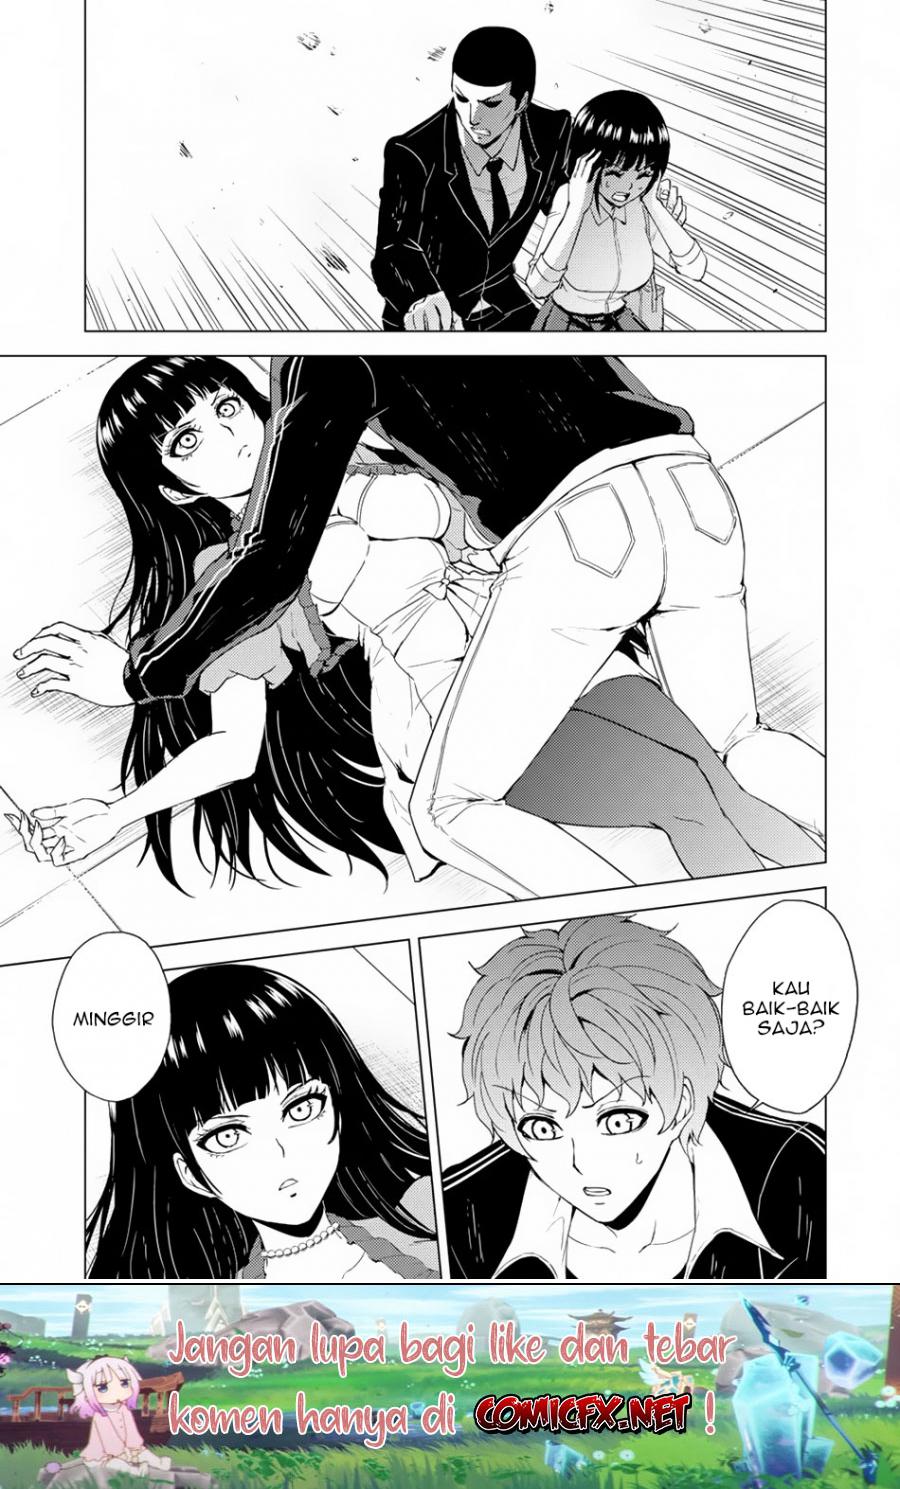 KAU
BAIK-BAIK
SAJA?
MINGGIR
Jangan lupa bagi like dan tebar
komen hanya di COMICFX.NET !